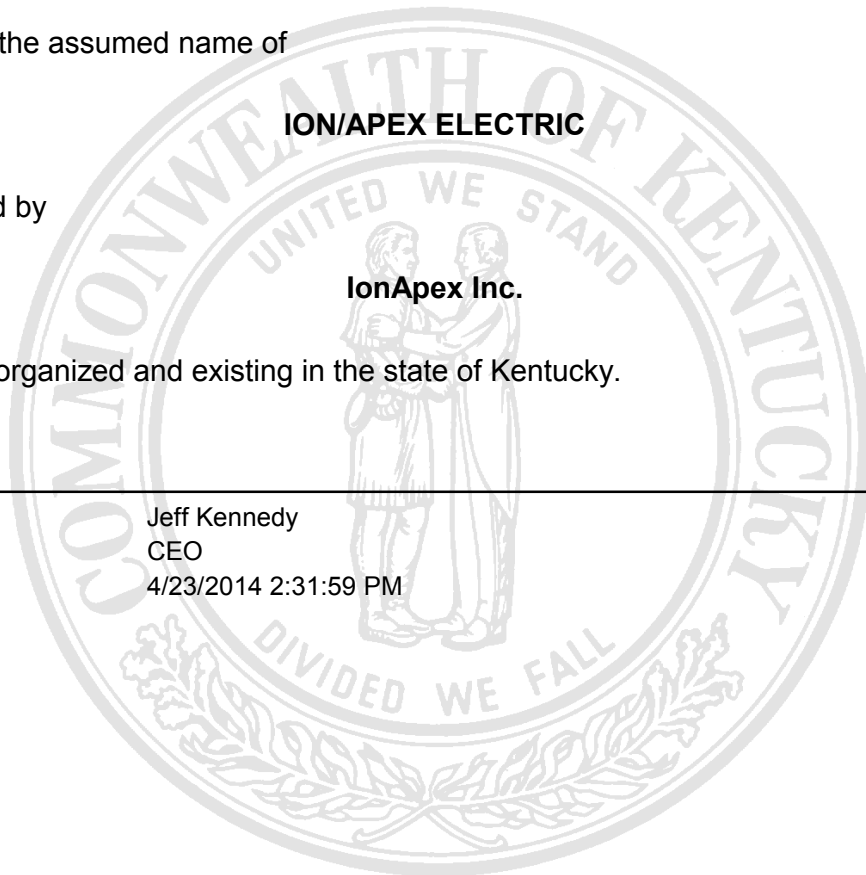 the assumed name of
ION/APEX ELECTRIC
d by
IonApex Inc.
organized and existing in the state of Kentucky.
Jeff Kennedy
CEO
4/23/2014 2:31:59 PM
COMMONWEALTH OF KENTUCKY
UNITED WE STAND
DIVIDED WE FALL